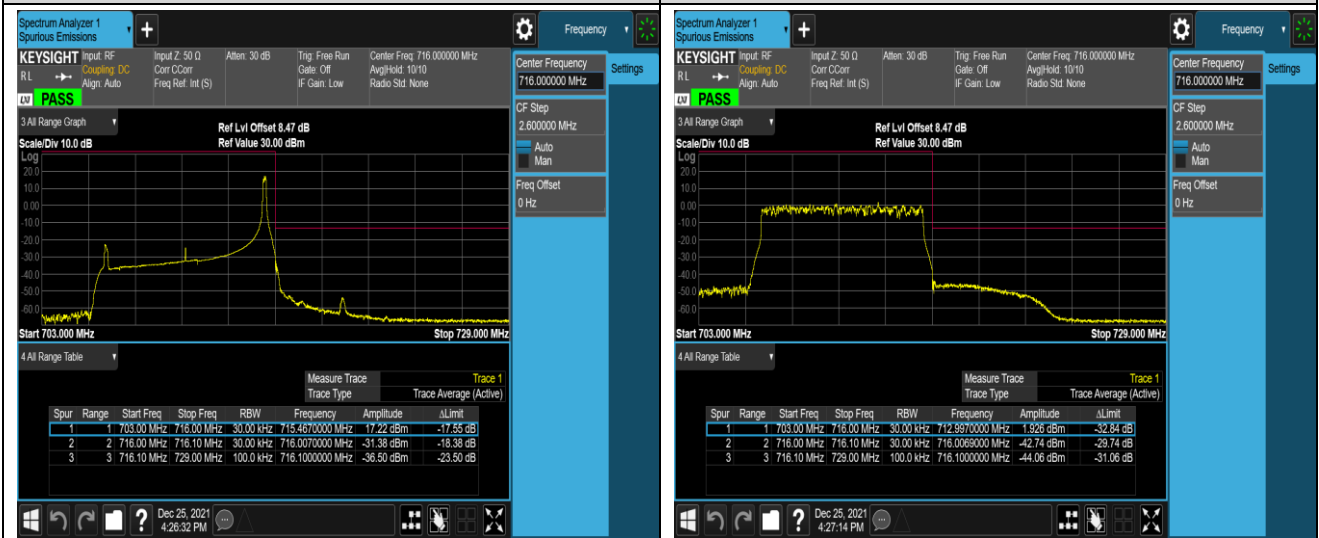 Spectrum Analyzer 1
Spurious Emissions
+
Frequency
KEYSIGHT Input: RF Input Z: 50 Ω Atten: 30 dB Trig: Free Run Center Freq: 716.000000 MHz
RL Coupling: DC Corr CCorr Gate: Off Avg|Hold: 10/10
Align: Auto Freq Ref: Int (S) IF Gain: Low Radio Std: None
LXI PASS
Center Frequency
716.000000 MHz
Settings
CF Step
2.600000 MHz
Auto
Man
Freq Offset
0 Hz
3 All Range Graph
Ref Lvl Offset 8.47 dB
Scale/Div 10.0 dB Ref Value 30.00 dBm
Log
20.0
10.0
0.00
-10.0
-20.0
-30.0
-40.0
-50.0
-60.0
Start 703.000 MHz Stop 729.000 MHz
4 All Range Table
Measure Trace Trace 1
Trace Type Trace Average (Active)
Spur Range Start Freq Stop Freq RBW Frequency Amplitude ΔLimit
1 1 703.00 MHz 716.00 MHz 30.00 kHz 715.4670000 MHz 17.22 dBm -17.55 dB
2 2 716.00 MHz 716.10 MHz 30.00 kHz 716.0070000 MHz -31.38 dBm -18.38 dB
3 3 716.10 MHz 729.00 MHz 100.0 kHz 716.1000000 MHz -36.50 dBm -23.50 dB
?
Dec 25, 2021
4:26:32 PM
Spectrum Analyzer 1
Spurious Emissions
+
Frequency
KEYSIGHT Input: RF Input Z: 50 Ω Atten: 30 dB Trig: Free Run Center Freq: 716.000000 MHz
RL Coupling: DC Corr CCorr Gate: Off Avg|Hold: 10/10
Align: Auto Freq Ref: Int (S) IF Gain: Low Radio Std: None
LXI PASS
Center Frequency
716.000000 MHz
Settings
CF Step
2.600000 MHz
Auto
Man
Freq Offset
0 Hz
3 All Range Graph
Ref Lvl Offset 8.47 dB
Scale/Div 10.0 dB Ref Value 30.00 dBm
Log
20.0
10.0
0.00
-10.0
-20.0
-30.0
-40.0
-50.0
-60.0
Start 703.000 MHz Stop 729.000 MHz
4 All Range Table
Measure Trace Trace 1
Trace Type Trace Average (Active)
Spur Range Start Freq Stop Freq RBW Frequency Amplitude ΔLimit
1 1 703.00 MHz 716.00 MHz 30.00 kHz 712.9970000 MHz 1.926 dBm -32.84 dB
2 2 716.00 MHz 716.10 MHz 30.00 kHz 716.0069000 MHz -42.74 dBm -29.74 dB
3 3 716.10 MHz 729.00 MHz 100.0 kHz 716.1000000 MHz -44.06 dBm -31.06 dB
?
Dec 25, 2021
4:27:14 PM